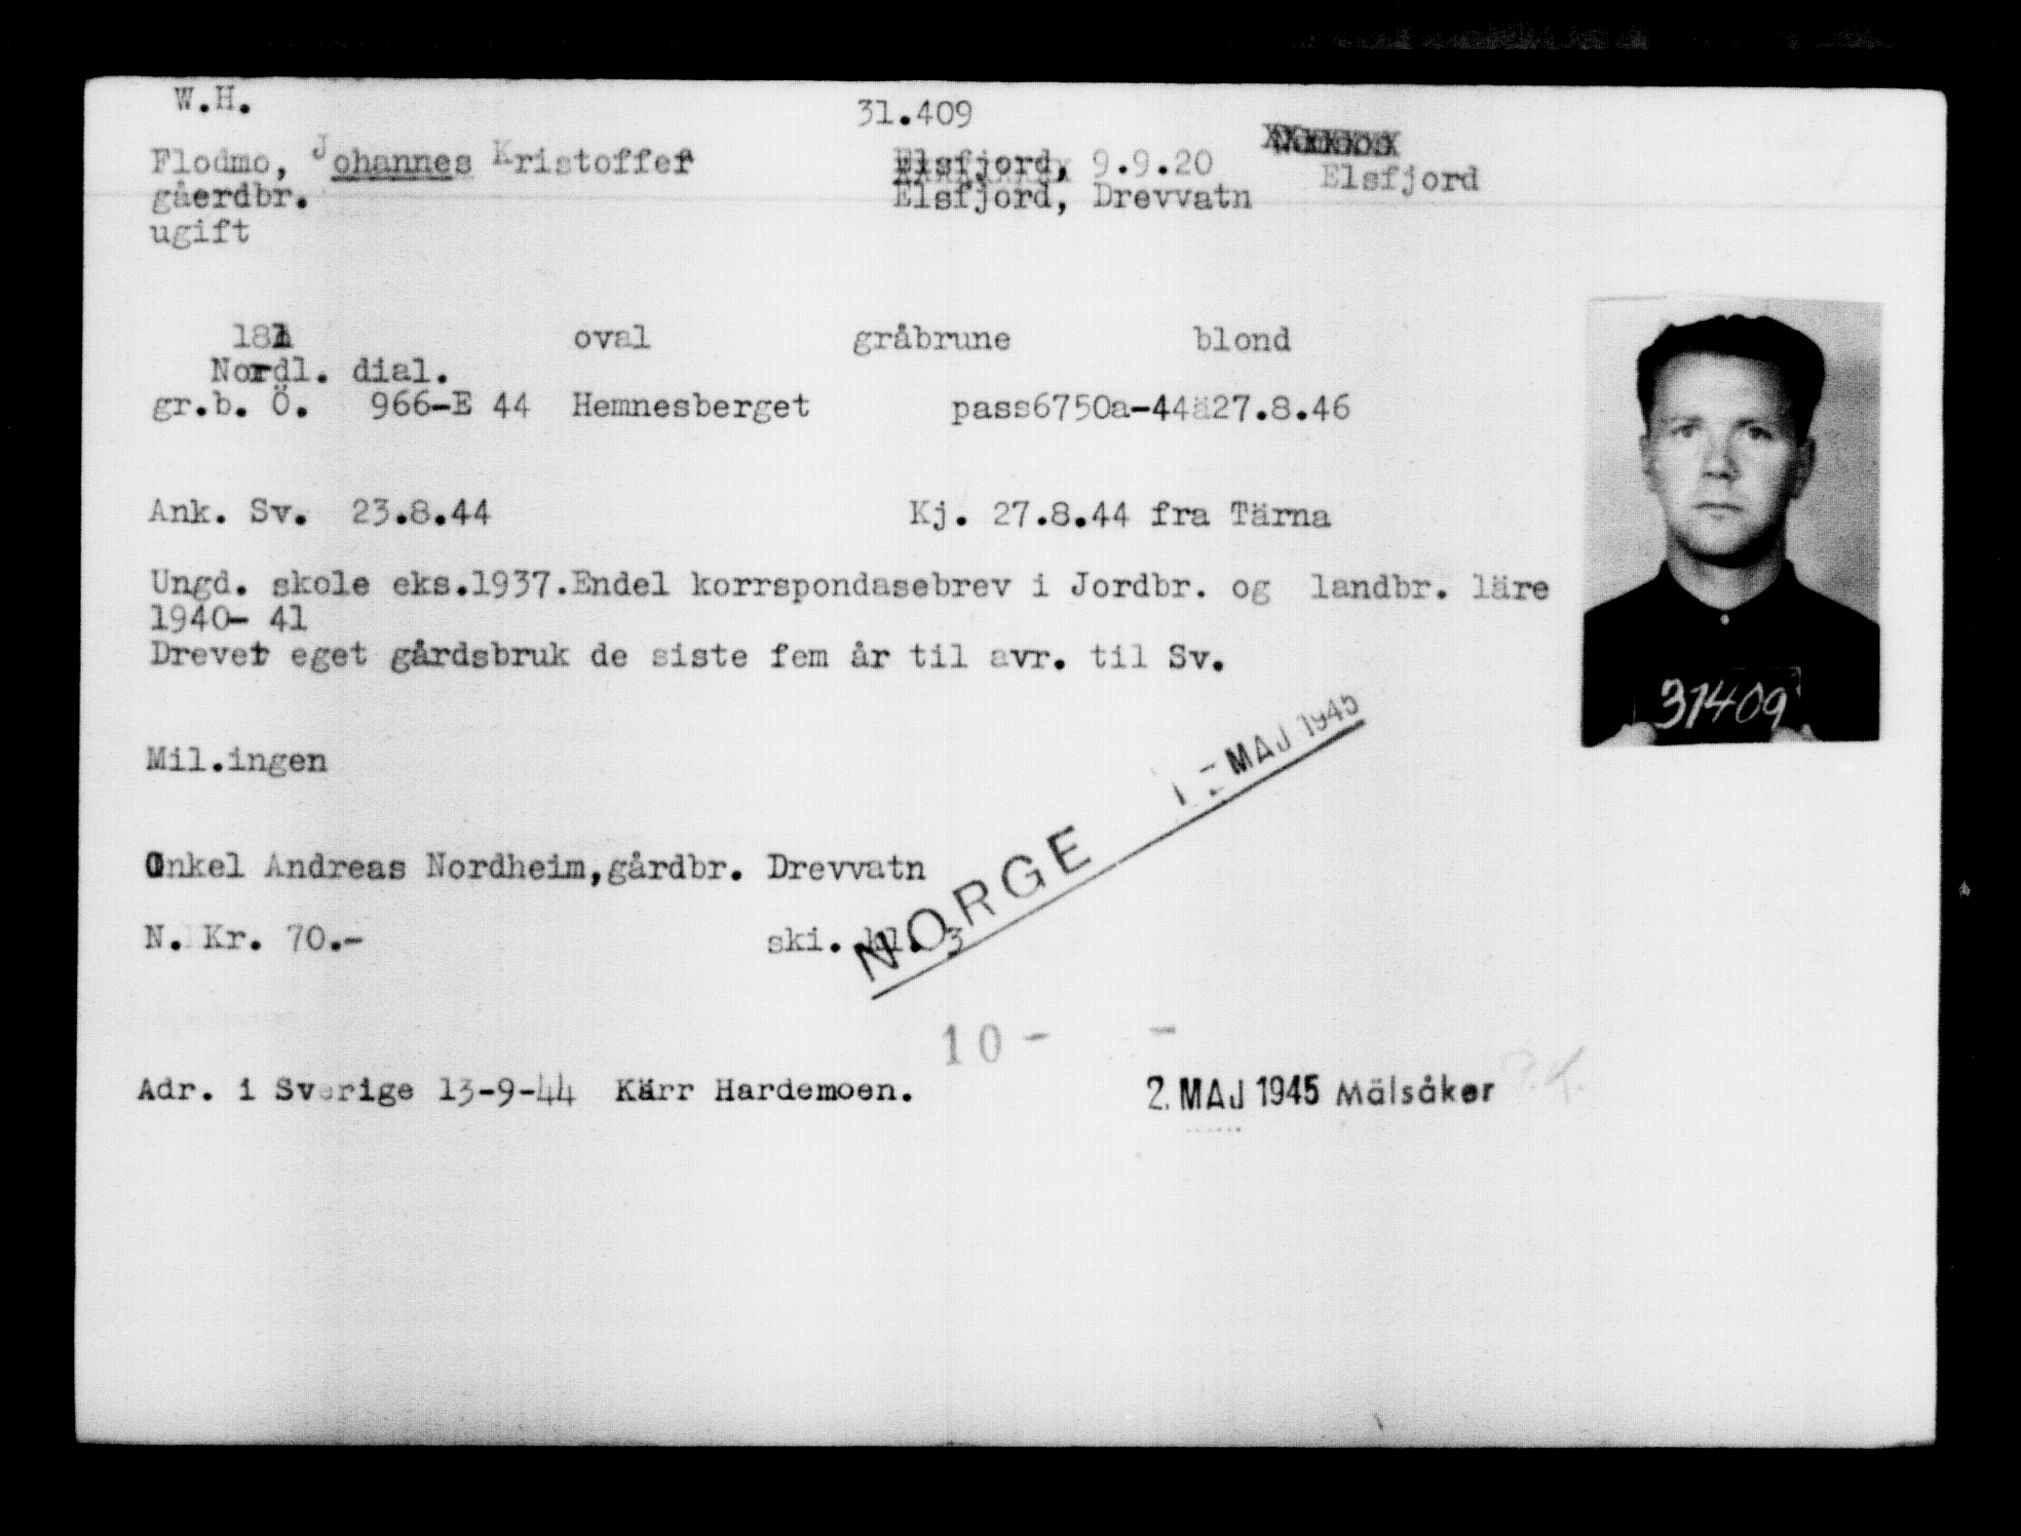 W.H.
31.409
Flodmo, Johannes Kristoffer Elsfjord, 9.9.20 Elsfjord
gåerdbr. Elsfjord, Drevvatn
ugift
oval gråbrune blond
Nordl. dial.
gr.b. Ö. 966-E 44 Hemnesberget pass6750a-44ä27.8.46
Ank. Sv. 23.8.44 Kj. 27.8.44 fra Tärna
Ungd. skole eks.1937.Endel korrspondasebrev i Jordbr. og landbr. läre
1940- 41
Drevet eget gårdsbruk de siste fem år til avr. til Sv.
31409
MAJ 1945
Mil.ingen
NORGE
Onkel Andreas Nordheim,gårdbr. Drevvatn
N. Kr. 70.- ski. kl. 3
10- -
Adr. i Sverige 13-9-44 Kärr Hardemoen. 2. MAJ 1945 Mälsåker